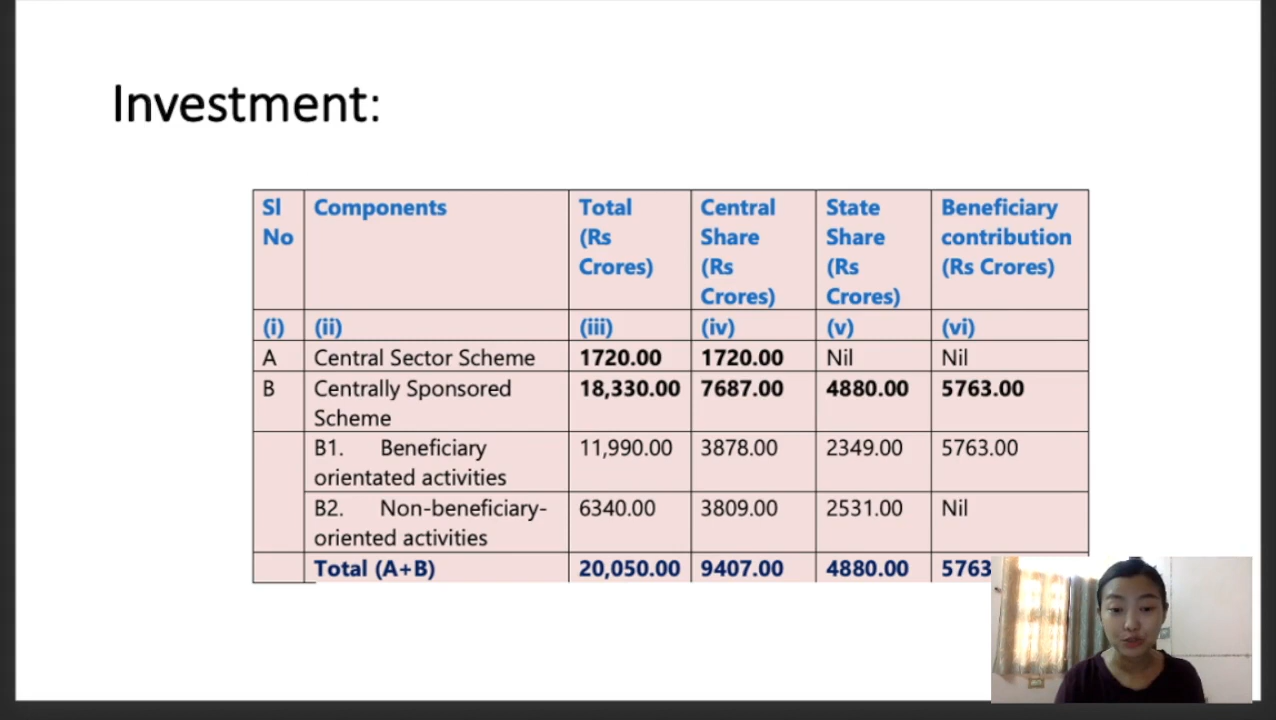 Investment:
Sl No Components Total (Rs Crores) Central Share (Rs Crores) State Share (Rs Crores) Beneficiary contribution (Rs Crores)
(i) (ii) (iii) (iv) (v) (vi)
A Central Sector Scheme 1720.00 1720.00 Nil Nil
B Centrally Sponsored Scheme 18,330.00 7687.00 4880.00 5763.00
B1. Beneficiary orientated activities 11,990.00 3878.00 2349.00 5763.00
B2. Non-beneficiary-oriented activities 6340.00 3809.00 2531.00 Nil
Total (A+B) 20,050.00 9407.00 4880.00 5763